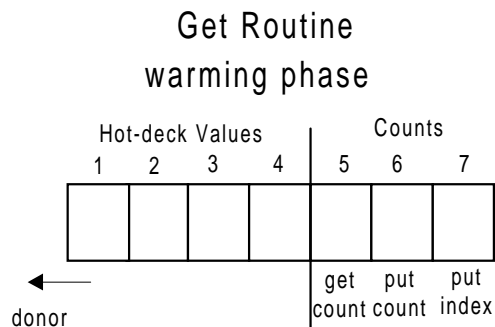 Get Routine
warming phase
Hot-deck Values
Counts
1 2 3 4 5 6 7
get put put
count count index
donor